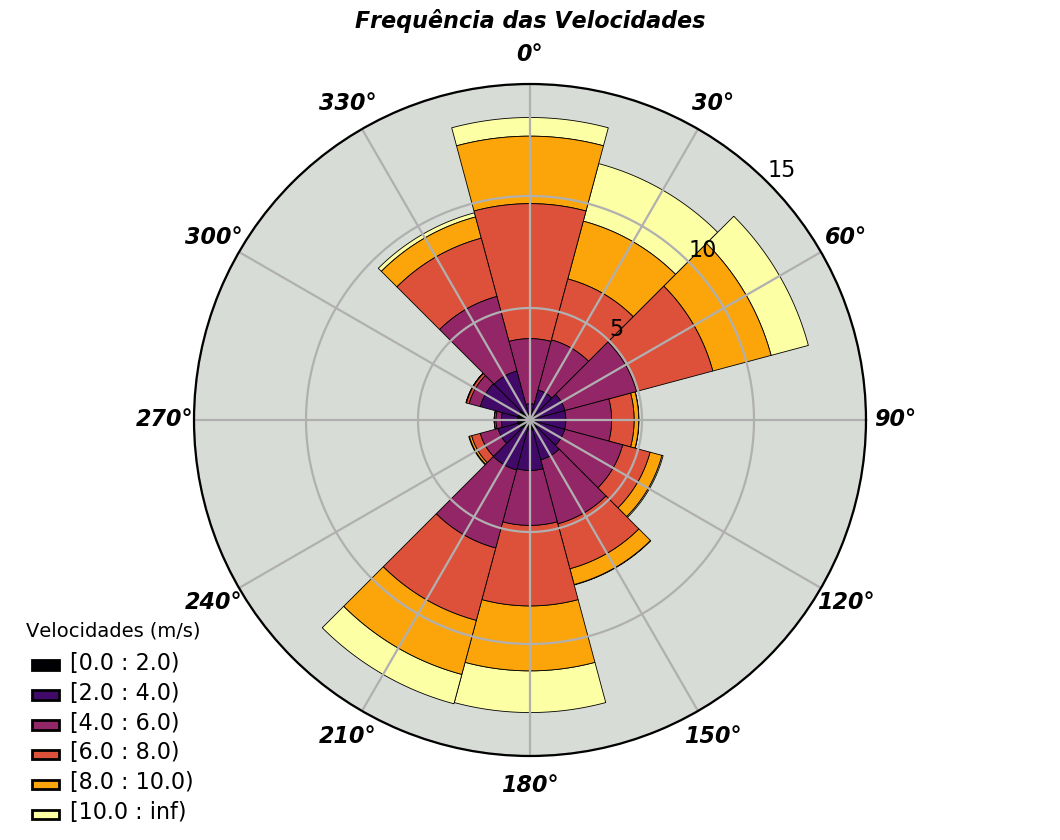 Frequência das Velocidades
0°
330°
30°
15
300°
60°
10
5
270°
90°
240°
120°
210°
150°
180°
Velocidades (m/s)
[0.0 : 2.0)
[2.0 : 4.0)
[4.0 : 6.0)
[6.0 : 8.0)
[8.0 : 10.0)
[10.0 : inf)